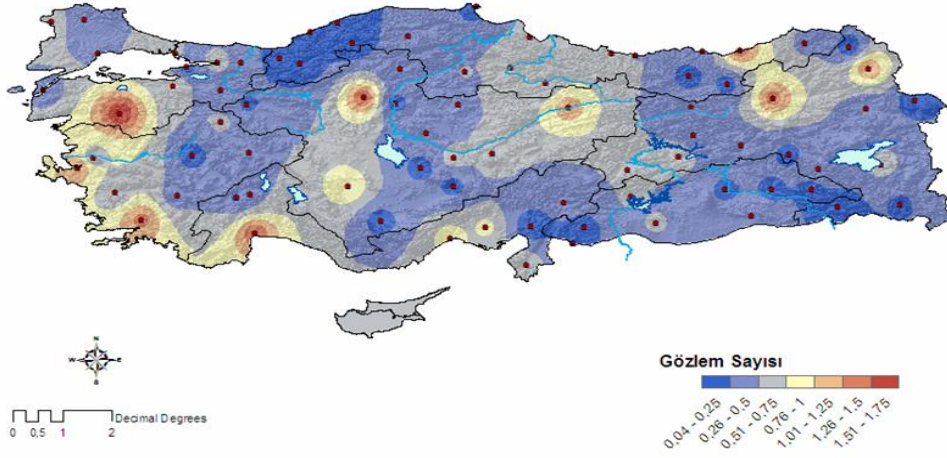 N
W E
S
Decimal Degrees
0 0,5 1 2
Gözlem Sayısı
0,04 - 0,25
0,26 - 0,5
0,51 - 0,75
0,76 - 1
1,01 - 1,25
1,26 - 1,5
1,51 - 1,75